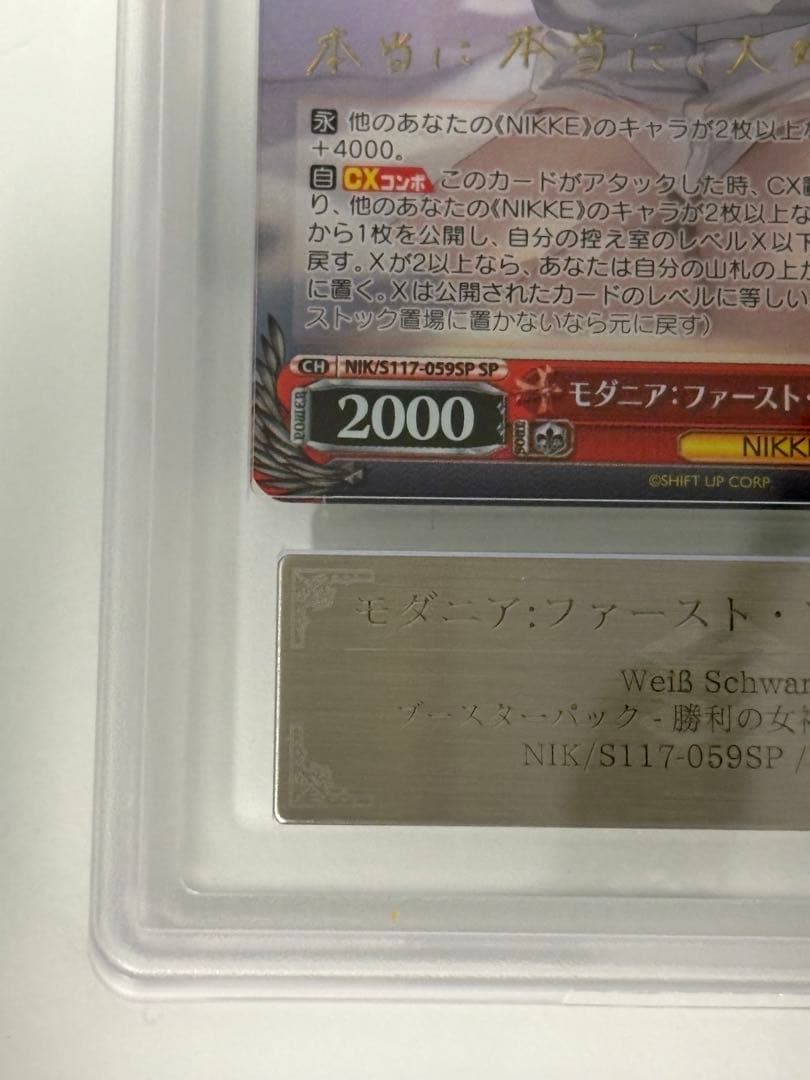 本当に 本当に、大
永 他のあなたの《NIKKE》のキャラが2枚以上な
+4000。
自 CXコンボ このカードがアタックした時、CX置
り、他のあなたの《NIKKE》のキャラが2枚以上な
から1枚を公開し、自分の控え室のレベルX以下
戻す。Xが2以上なら、あなたは自分の山札の上か
に置く。Xは公開されたカードのレベルに等しい
ストック置場に置かないなら元に戻す)
CH NIK/S117-059SP SP
POWER 2000 SOUL モダニア:ファースト・
NIKK
©SHIFT UP CORP.
モダニア:ファースト・
Weiß Schwar
ブースターパック - 勝利の女神
NIK/S117-059SP /